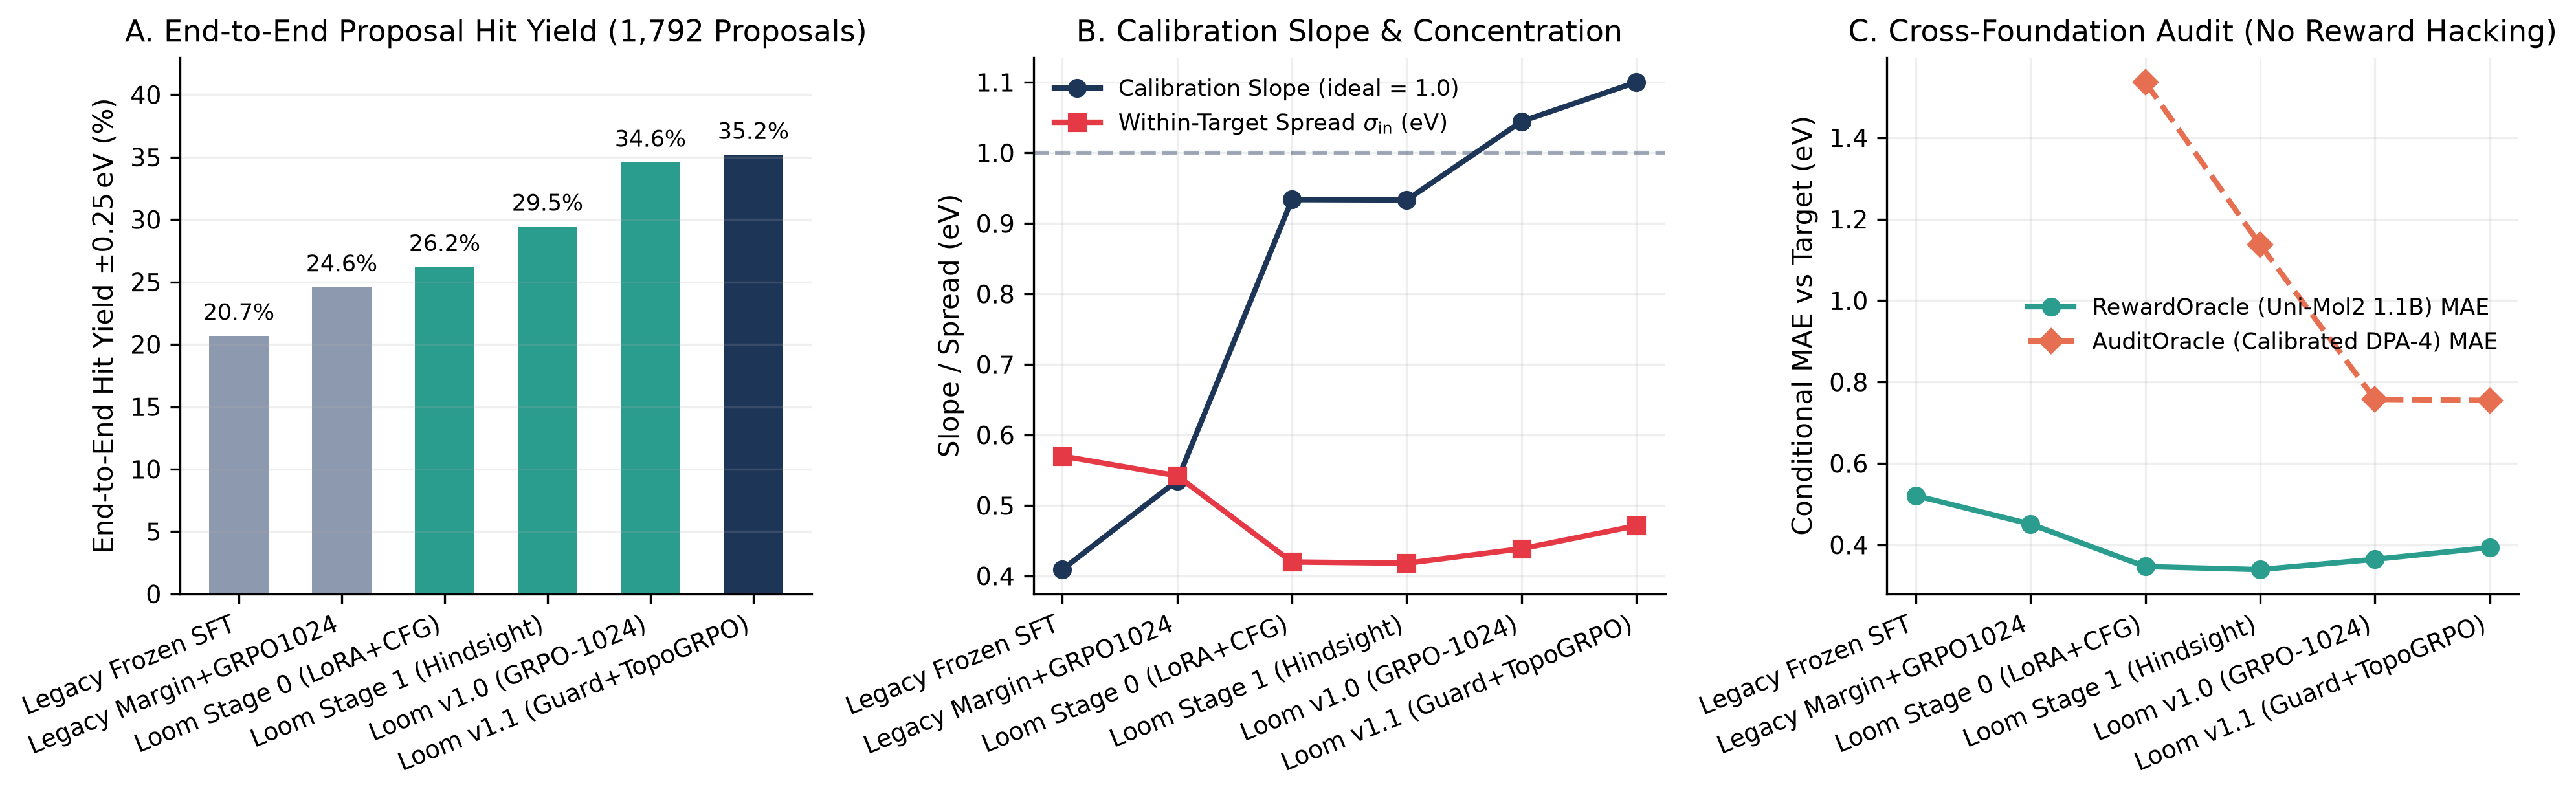 A. End-to-End Proposal Hit Yield (1,792 Proposals)
End-to-End Hit Yield ±0.25 eV (%)
40
35
30
25
20
15
10
5
0
20.7%
24.6%
26.2%
29.5%
34.6%
35.2%
Legacy Frozen SFT
Legacy Margin+GRPO1024
Loom Stage 0 (LoRA+CFG)
Loom Stage 1 (Hindsight)
Loom v1.0 (GRPO-1024)
Loom v1.1 (Guard+TopoGRPO)
B. Calibration Slope & Concentration
Slope / Spread (eV)
1.1
1.0
0.9
0.8
0.7
0.6
0.5
0.4
Calibration Slope (ideal = 1.0)
Within-Target Spread σin (eV)
Legacy Frozen SFT
Legacy Margin+GRPO1024
Loom Stage 0 (LoRA+CFG)
Loom Stage 1 (Hindsight)
Loom v1.0 (GRPO-1024)
Loom v1.1 (Guard+TopoGRPO)
C. Cross-Foundation Audit (No Reward Hacking)
Conditional MAE vs Target (eV)
1.4
1.2
1.0
0.8
0.6
0.4
RewardOracle (Uni-Mol2 1.1B) MAE
AuditOracle (Calibrated DPA-4) MAE
Legacy Frozen SFT
Legacy Margin+GRPO1024
Loom Stage 0 (LoRA+CFG)
Loom Stage 1 (Hindsight)
Loom v1.0 (GRPO-1024)
Loom v1.1 (Guard+TopoGRPO)